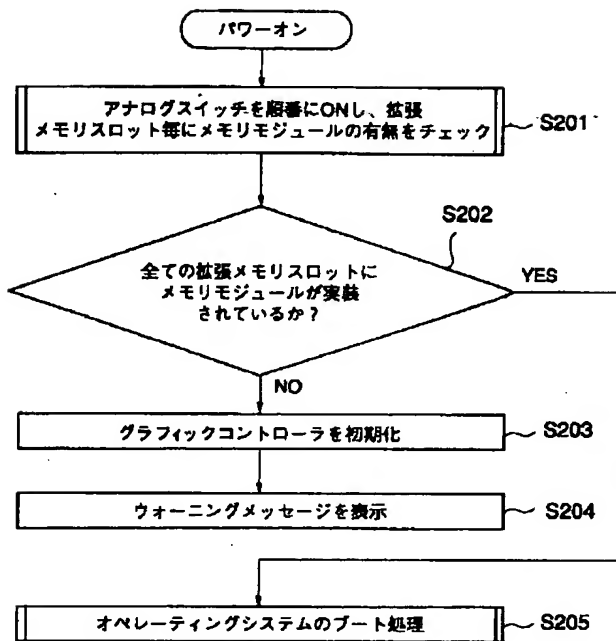 パワーオン
アナログスイッチを順番にONし、拡張
メモリスロット毎にメモリモジュールの有無をチェック
S201
S202
全ての拡張メモリスロットに
メモリモジュールが実装
されているか？
YES
NO
グラフィックコントローラを初期化
S203
ウォーニングメッセージを表示
S204
オペレーティングシステムのブート処理
S205